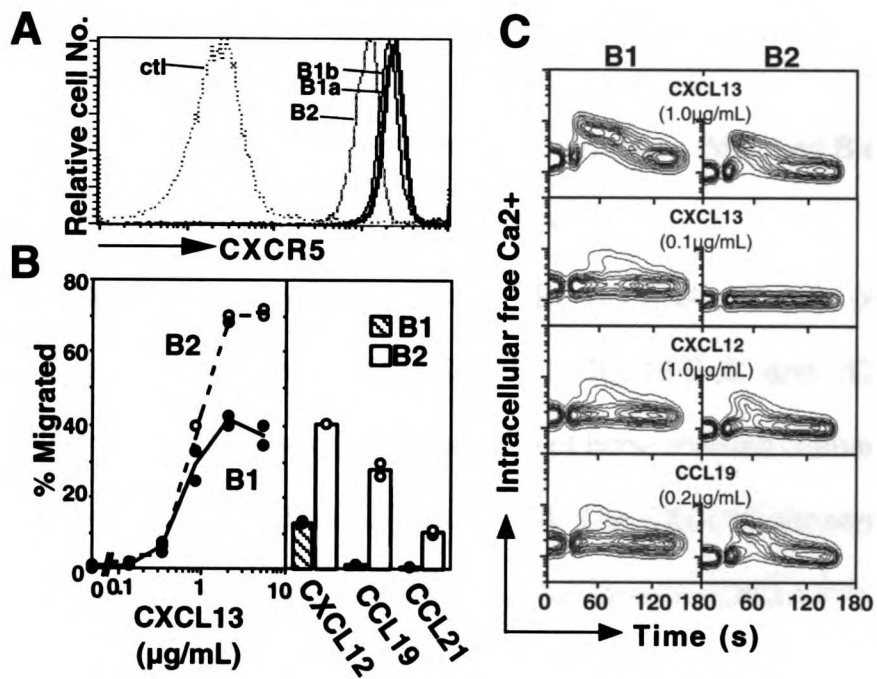 A
Relative cell No.
ctl
B1b
B1a
B2
CXCR5
B
% Migrated
80
60
40
20
0
B2
B1
B1
B2
0 0.1 1 10
CXCL13
(µg/mL)
CXCL12
CCL19
CCL21
C
B1 B2
Intracellular free Ca2+
CXCL13
(1.0µg/mL)
CXCL13
(0.1µg/mL)
CXCL12
(1.0µg/mL)
CCL19
(0.2µg/mL)
0 60 120 180 60 120 180
Time (s)